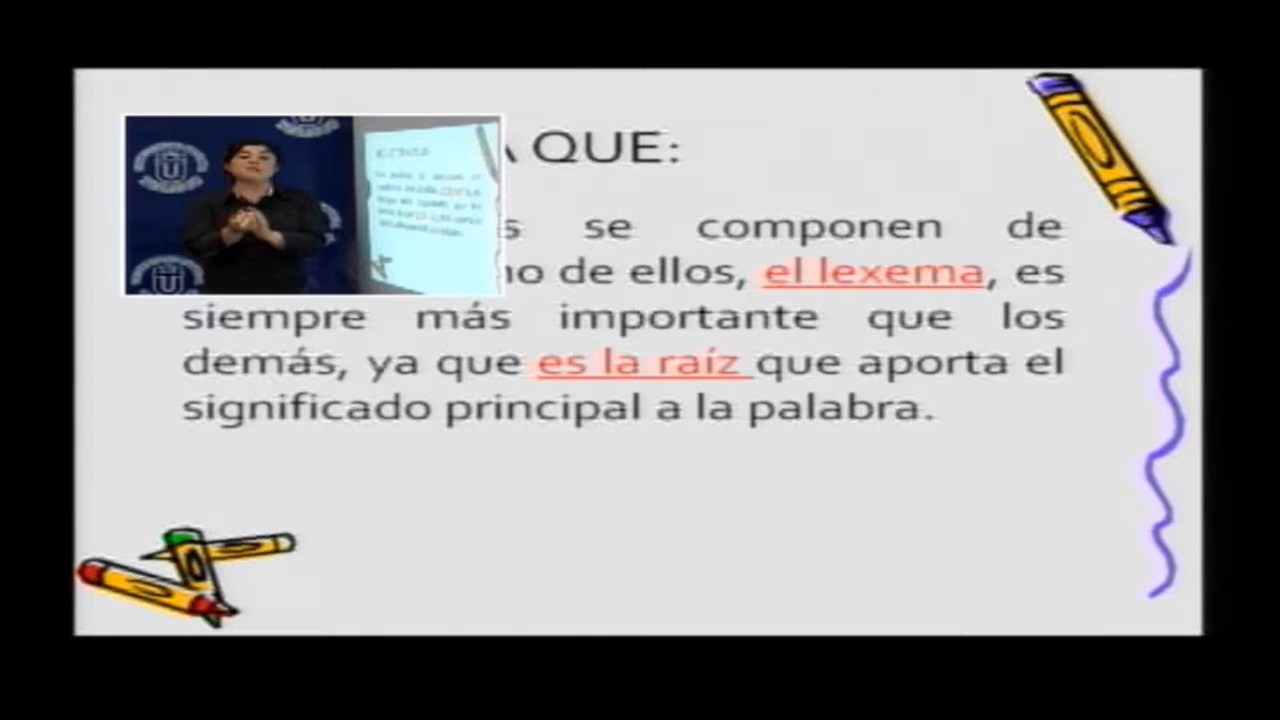 QUE:
se componen de
de ellos, el lexema, es
siempre más importante que los
demás, ya que es la raíz que aporta el
significado principal a la palabra.